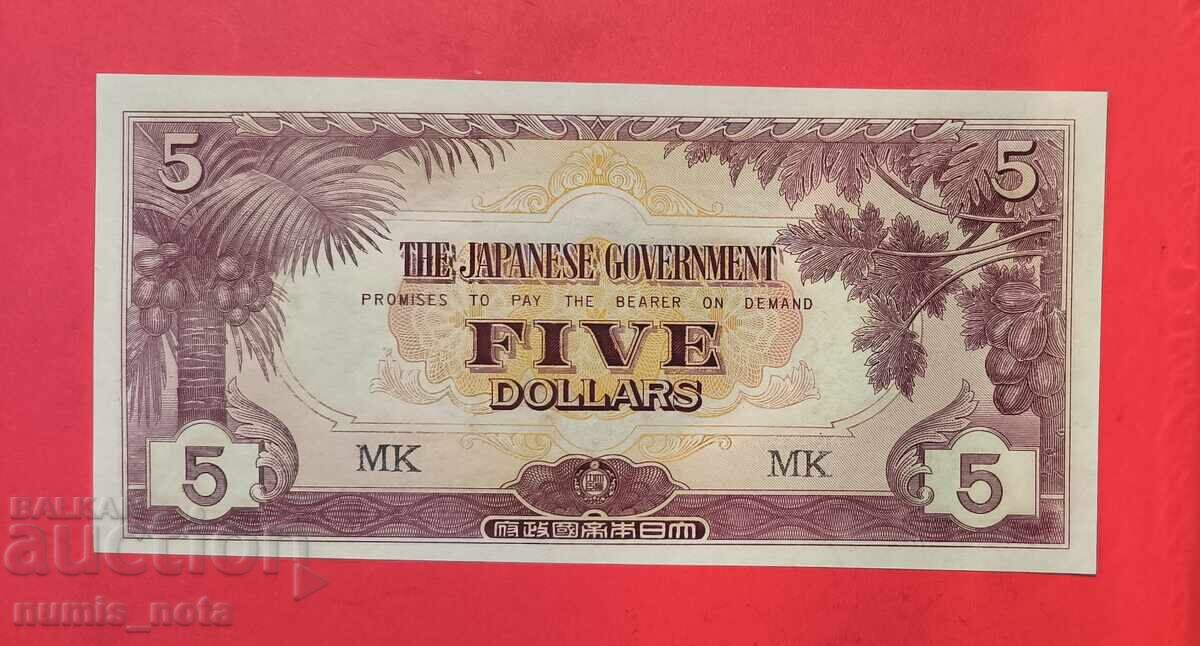 5 5
THE JAPANESE GOVERNMENT
PROMISES TO PAY THE BEARER ON DEMAND
FIVE
DOLLARS
MK MK
5 5
大日本帝國政府
BALKAN
auction
numis_nota